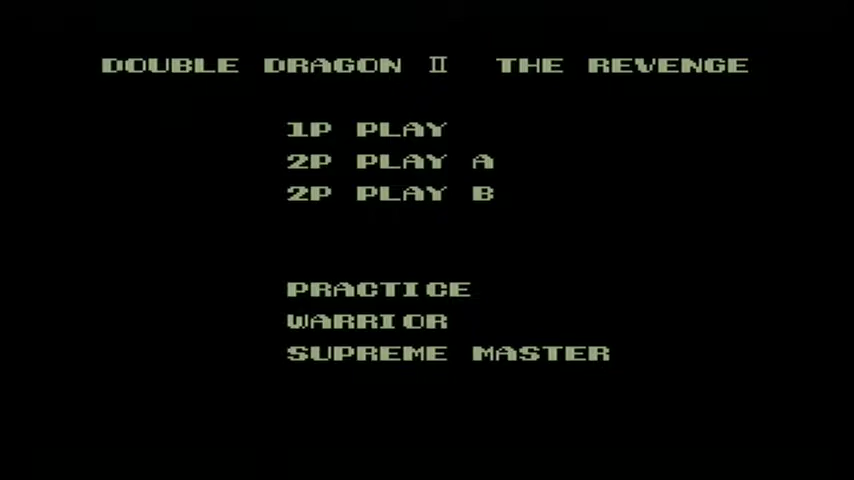 DOUBLE DRAGON II THE REVENGE
1P PLAY
2P PLAY A
2P PLAY B
PRACTICE
WARRIOR
SUPREME MASTER